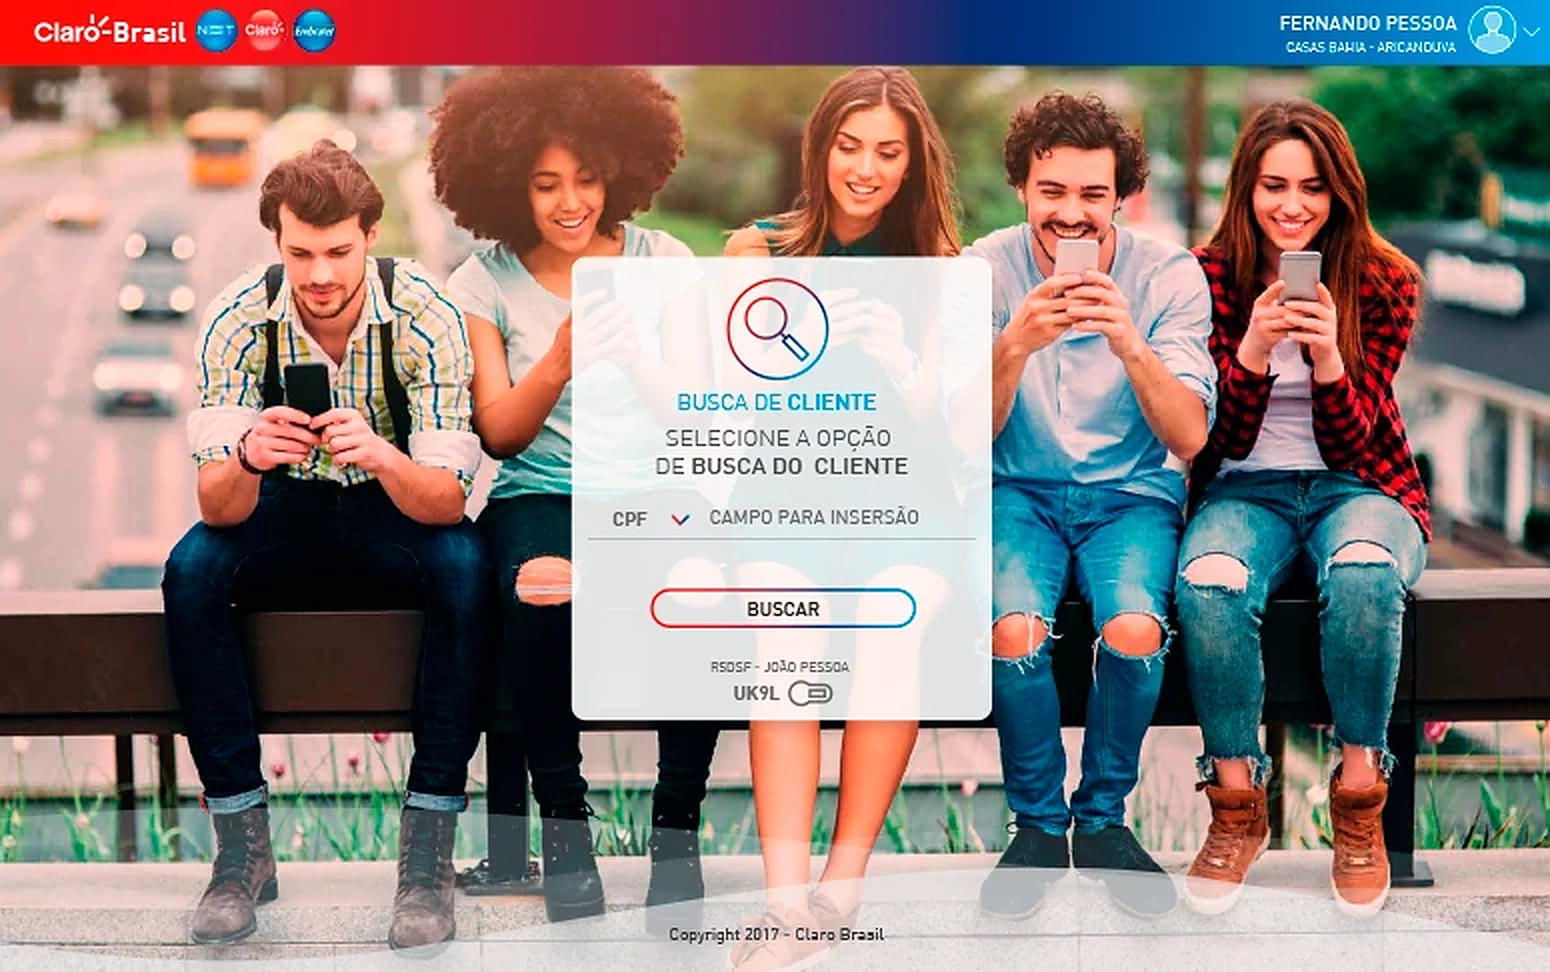 Claro-Brasil
NET
Claro
Embratel
FERNANDO PESSOA
CASAS BAHIA - ARICANDUVA
BUSCA DE CLIENTE
SELECIONE A OPÇÃO
DE BUSCA DO CLIENTE
CPF CAMPO PARA INSERSÃO
BUSCAR
RSDSF - JOÃO PESSOA
UK9L
Copyright 2017 - Claro Brasil